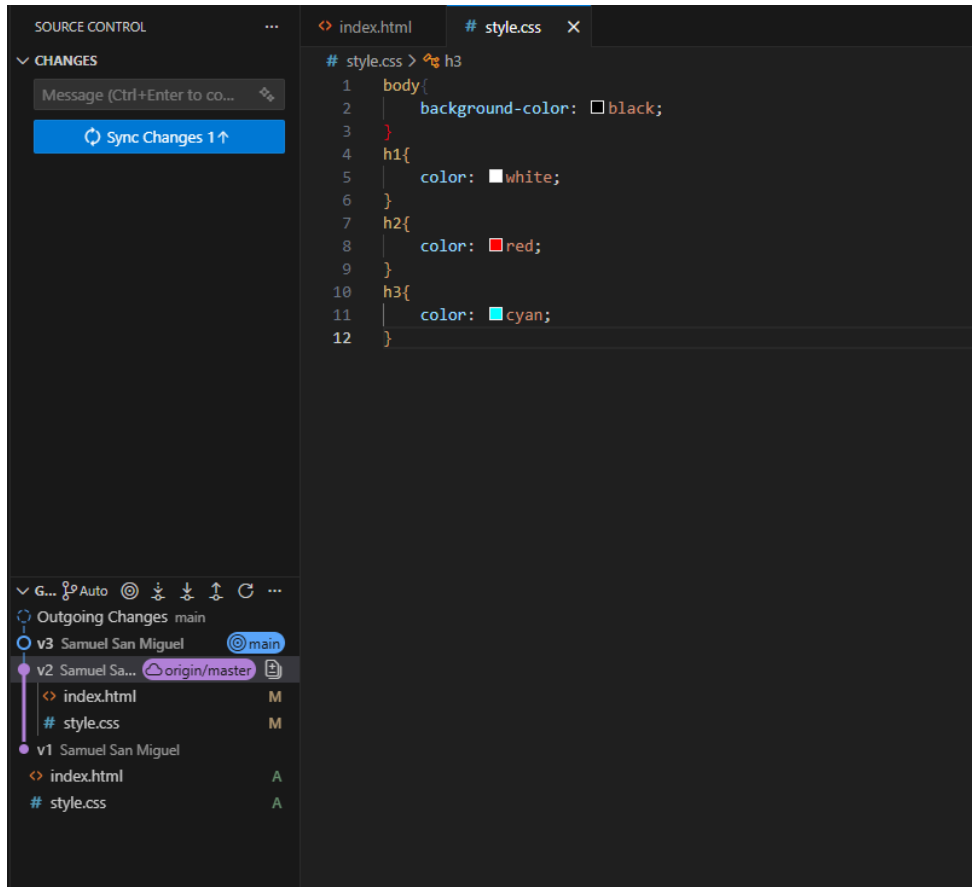 SOURCE CONTROL ...
CHANGES
Message (Ctrl+Enter to co...
Sync Changes 1↑
G... Auto ...
Outgoing Changes main
v3 Samuel San Miguel main
v2 Samuel Sa... origin/master
<> index.html M
# style.css M
v1 Samuel San Miguel
<> index.html A
# style.css A
<> index.html # style.css X
# style.css > h3
1 body{
2 background-color: black;
3 }
4 h1{
5 color: white;
6 }
7 h2{
8 color: red;
9 }
10 h3{
11 color: cyan;
12 }